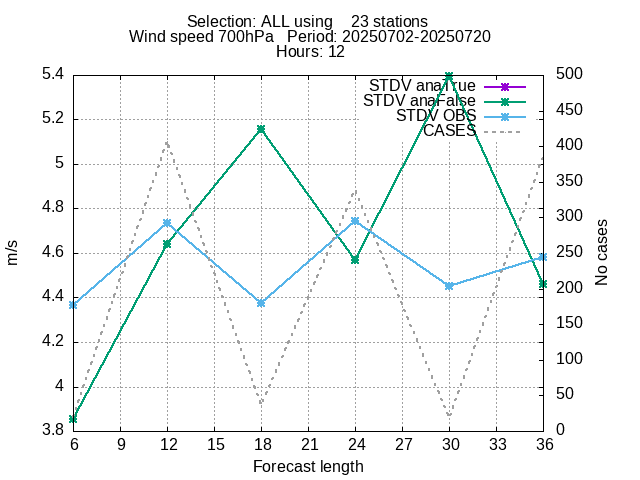 Selection: ALL using    23 stations
Wind speed 700hPa   Period: 20250702-20250720
Hours: 12
STDV anaTrue
STDV anaFalse
STDV OBS
CASES
5.4
5.2
5
4.8
4.6
4.4
4.2
4
3.8
m/s
500
450
400
350
300
250
200
150
100
50
0
No cases
6 9 12 15 18 21 24 27 30 33 36
Forecast length